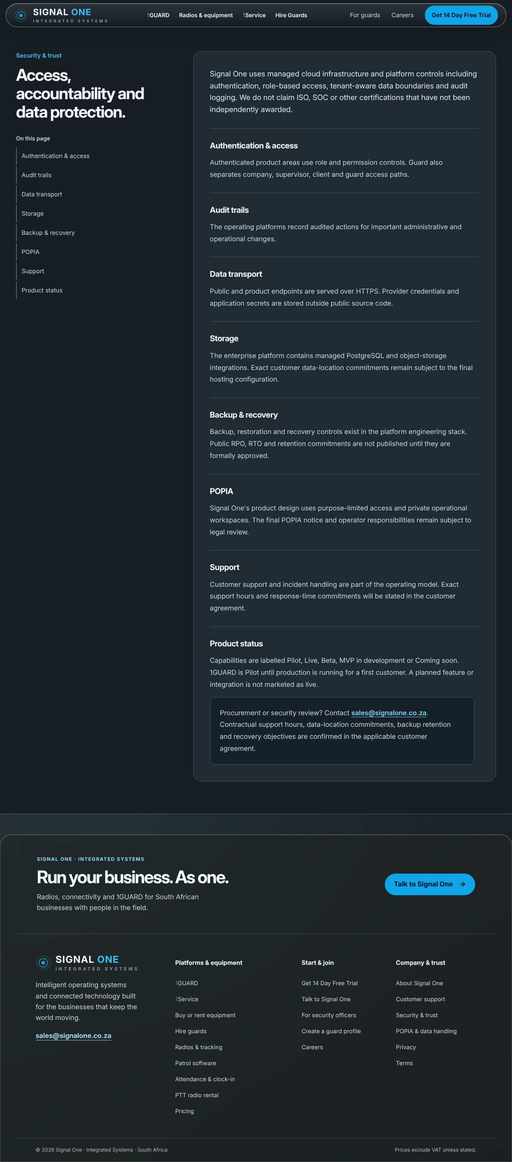 SIGNAL ONE
INTEGRATED SYSTEMS
1GUARD
Radios & equipment
1Service
Hire Guards
For guards
Careers
Get 14 Day Free Trial
Security & trust
Access,
accountability and
data protection.
On this page
Authentication & access
Audit trails
Data transport
Storage
Backup & recovery
POPIA
Support
Product status
Signal One uses managed cloud infrastructure and platform controls including
authentication, role-based access, tenant-aware data boundaries and audit
logging. We do not claim ISO, SOC or other certifications that have not been
independently awarded.
Authentication & access
Authenticated product areas use role and permission controls. Guard also
separates company, supervisor, client and guard access paths.
Audit trails
The operating platforms record audited actions for important administrative and
operational changes.
Data transport
Public and product endpoints are served over HTTPS. Provider credentials and
application secrets are stored outside public source code.
Storage
The enterprise platform contains managed PostgreSQL and object-storage
integrations. Exact customer data-location commitments remain subject to the final
hosting configuration.
Backup & recovery
Backup, restoration and recovery controls exist in the platform engineering stack.
Public RPO, RTO and retention commitments are not published until they are
formally approved.
POPIA
Signal One's product design uses purpose-limited access and private operational
workspaces. The final POPIA notice and operator responsibilities remain subject to
legal review.
Support
Customer support and incident handling are part of the operating model. Exact
support hours and response-time commitments will be stated in the customer
agreement.
Product status
Capabilities are labelled Pilot, Live, Beta, MVP in development or Coming soon.
1GUARD is Pilot until production is running for a first customer. A planned feature or
integration is not marketed as live.
Procurement or security review? Contact sales@signalone.co.za.
Contractual support hours, data-location commitments, backup retention
and recovery objectives are confirmed in the applicable customer
agreement.
SIGNAL ONE · INTEGRATED SYSTEMS
Run your business. As one.
Radios, connectivity and 1GUARD for South African
businesses with people in the field.
Talk to Signal One →
SIGNAL ONE
INTEGRATED SYSTEMS
Intelligent operating systems
and connected technology built
for the businesses that keep the
world moving.
sales@signalone.co.za
Platforms & equipment
1GUARD
1Service
Buy or rent equipment
Hire guards
Radios & tracking
Patrol software
Attendance & clock-in
PTT radio rental
Pricing
Start & join
Get 14 Day Free Trial
Talk to Signal One
For security officers
Create a guard profile
Careers
Company & trust
About Signal One
Customer support
Security & trust
POPIA & data handling
Privacy
Terms
© 2026 Signal One · Integrated Systems · South Africa
Prices exclude VAT unless stated.